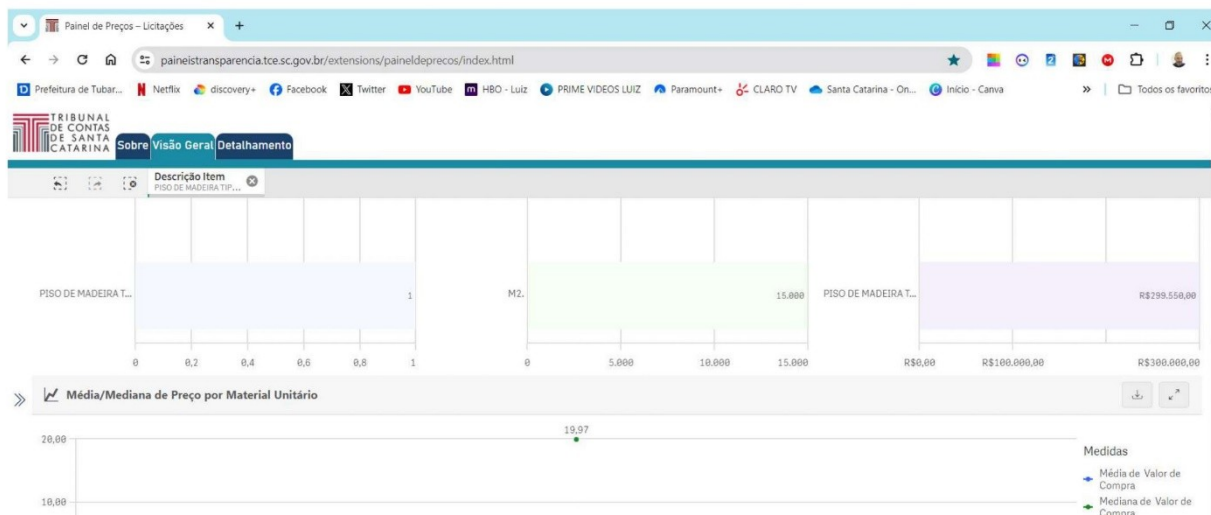 Painel de Preços – Licitações
paineistransparencia.tce.sc.gov.br/extensions/paineldeprecos/index.html
Prefeitura de Tubar... Netflix discovery+ Facebook Twitter YouTube HBO - Luiz PRIME VIDEOS LUIZ Paramount+ CLARO TV Santa Catarina - On... Início - Canva » Todos os favoritos
TRIBUNAL
DE CONTAS
DE SANTA
CATARINA
Sobre Visão Geral Detalhamento
Descrição Item
PISO DE MADEIRA TIP...
PISO DE MADEIRA T... 1 M2. 15.000 PISO DE MADEIRA T... R$299.550,00
0 0,2 0,4 0,6 0,8 1 0 5.000 10.000 15.000 R$0,00 R$100.000,00 R$300.000,00
Média/Mediana de Preço por Material Unitário
19,97
20,00
Medidas
Média de Valor de
Compra
10,00
Mediana de Valor de
Compra